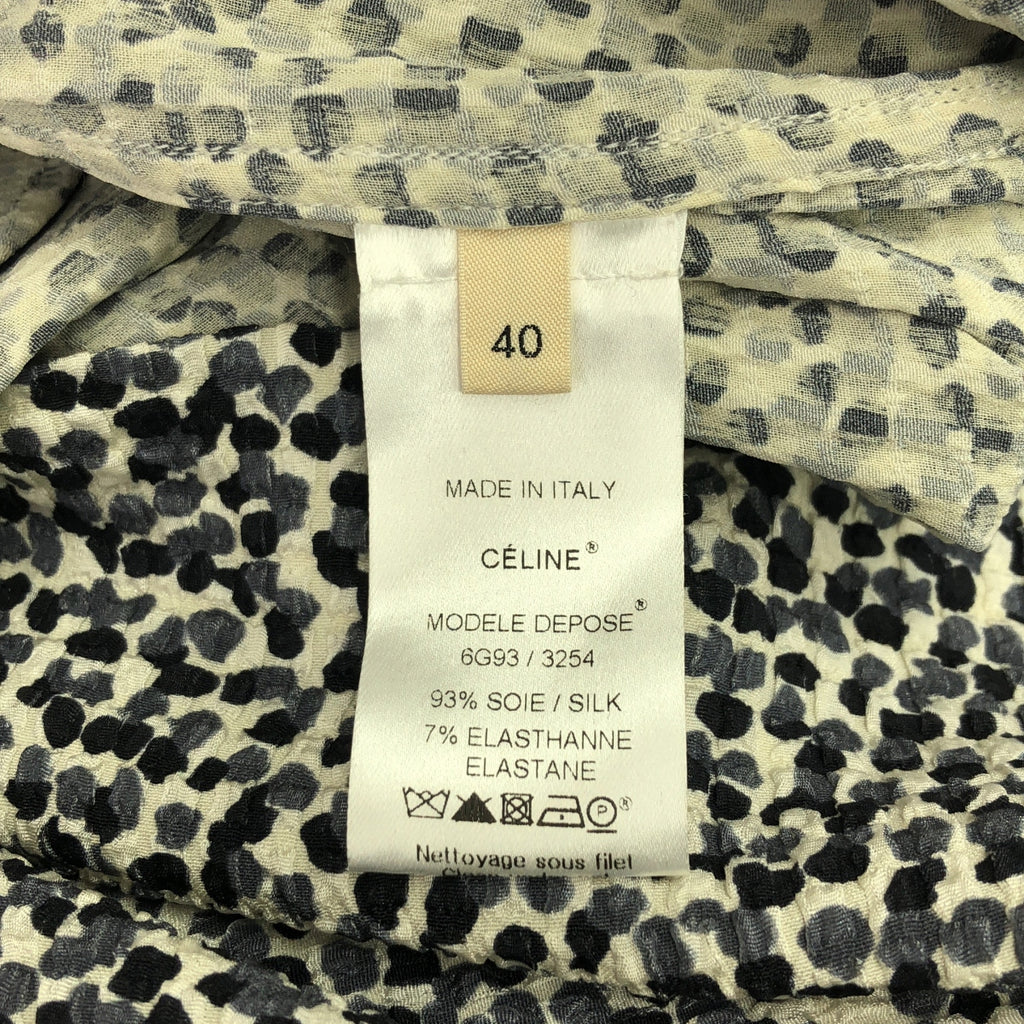 40
MADE IN ITALY
CÉLINE®
MODELE DEPOSE®
6G93 / 3254
93% SOIE / SILK
7% ELASTHANNE
ELASTANE
P®
Nettoyage sous filet